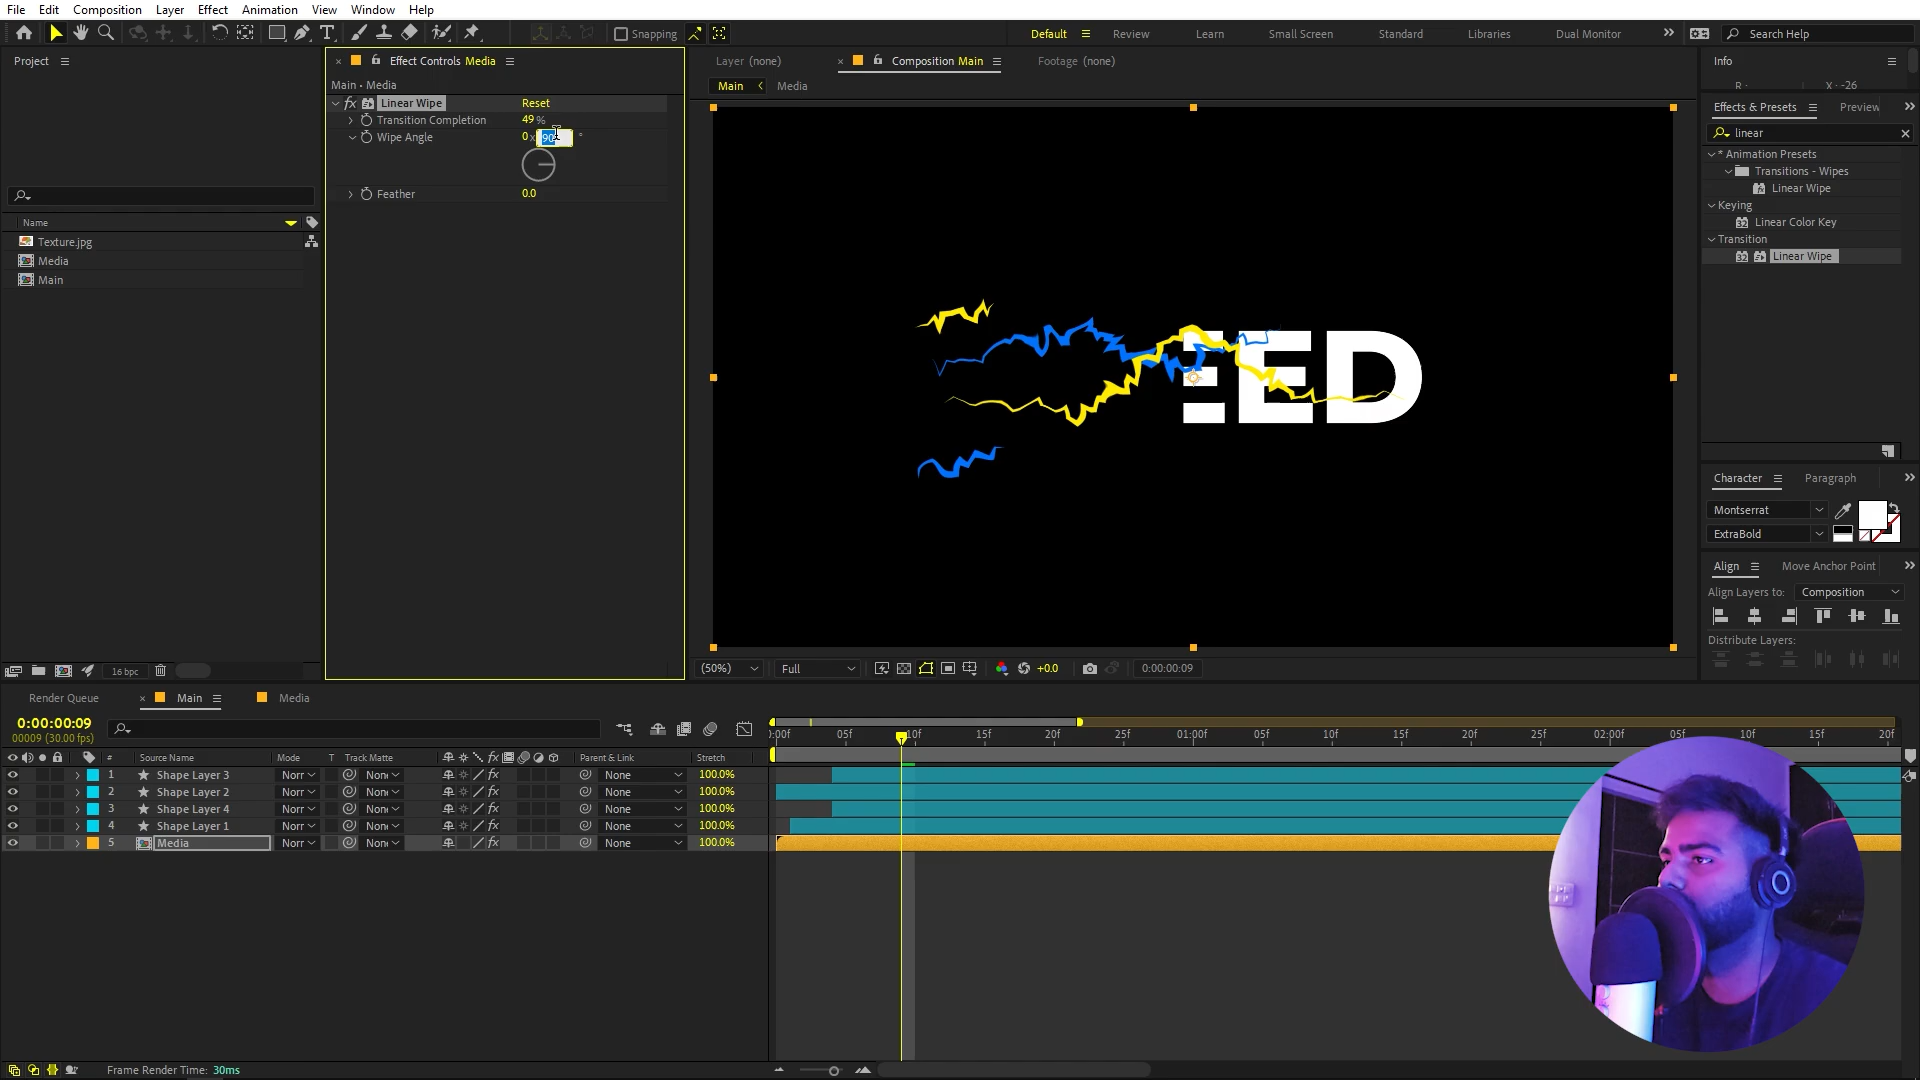 File Edit Composition Layer Effect Animation View Window Help
Snapping
Default Review Learn Small Screen Standard Libraries Dual Monitor Search Help
Project
Effect Controls Media
Main • Media
fx Linear Wipe Reset
Transition Completion 49 %
Wipe Angle 0 x 90 °
Feather 0.0
Name
Texture.jpg
Media
Main
16 bpc
Layer (none) Composition Main Footage (none)
Main Media
EED
(50%) Full +0.0 0:00:00:09
Info
R : X : -26
Effects & Presets Preview
linear
* Animation Presets
Transitions - Wipes
Linear Wipe
Keying
Linear Color Key
Transition
Linear Wipe
Character Paragraph
Montserrat
ExtraBold
Align Move Anchor Point
Align Layers to: Composition
Distribute Layers:
Render Queue Main Media
0:00:00:09
00009 (30.00 fps)
# Source Name Mode T Track Matte Parent & Link Stretch
1 Shape Layer 3 Norr None None 100.0%
2 Shape Layer 2 Norr None None 100.0%
3 Shape Layer 4 Norr None None 100.0%
4 Shape Layer 1 Norr None None 100.0%
5 Media Norr None None 100.0%
0:00f 05f 10f 15f 20f 25f 01:00f 05f 10f 15f 20f 25f 02:00f 05f 10f 15f 20f
Frame Render Time: 30ms